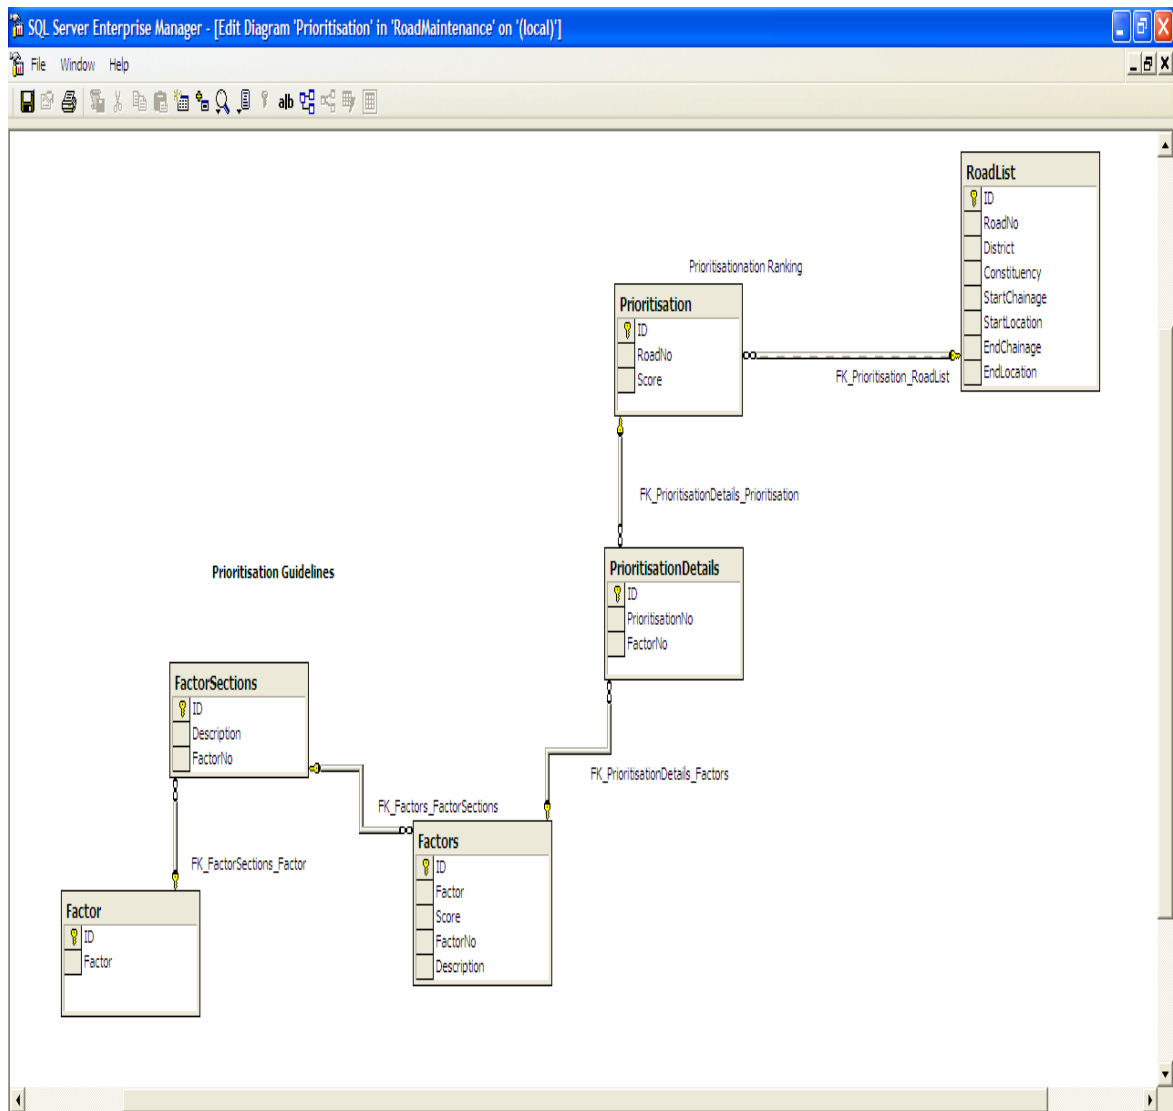 SQL Server Enterprise Manager - [Edit Diagram 'Prioritisation' in 'RoadMaintenance' on '(local)']
File Window Help
a|b
RoadList
ID
RoadNo
District
Constituency
StartChainage
StartLocation
EndChainage
EndLocation
Prioritisationation Ranking
Prioritisation
ID
RoadNo
Score
FK_Prioritisation_RoadList
FK_PrioritisationDetails_Prioritisation
PrioritisationDetails
ID
PrioritisationNo
FactorNo
Prioritisation Guidelines
FactorSections
ID
Description
FactorNo
FK_PrioritisationDetails_Factors
FK_Factors_FactorSections
Factors
ID
Factor
Score
FactorNo
Description
FK_FactorSections_Factor
Factor
ID
Factor